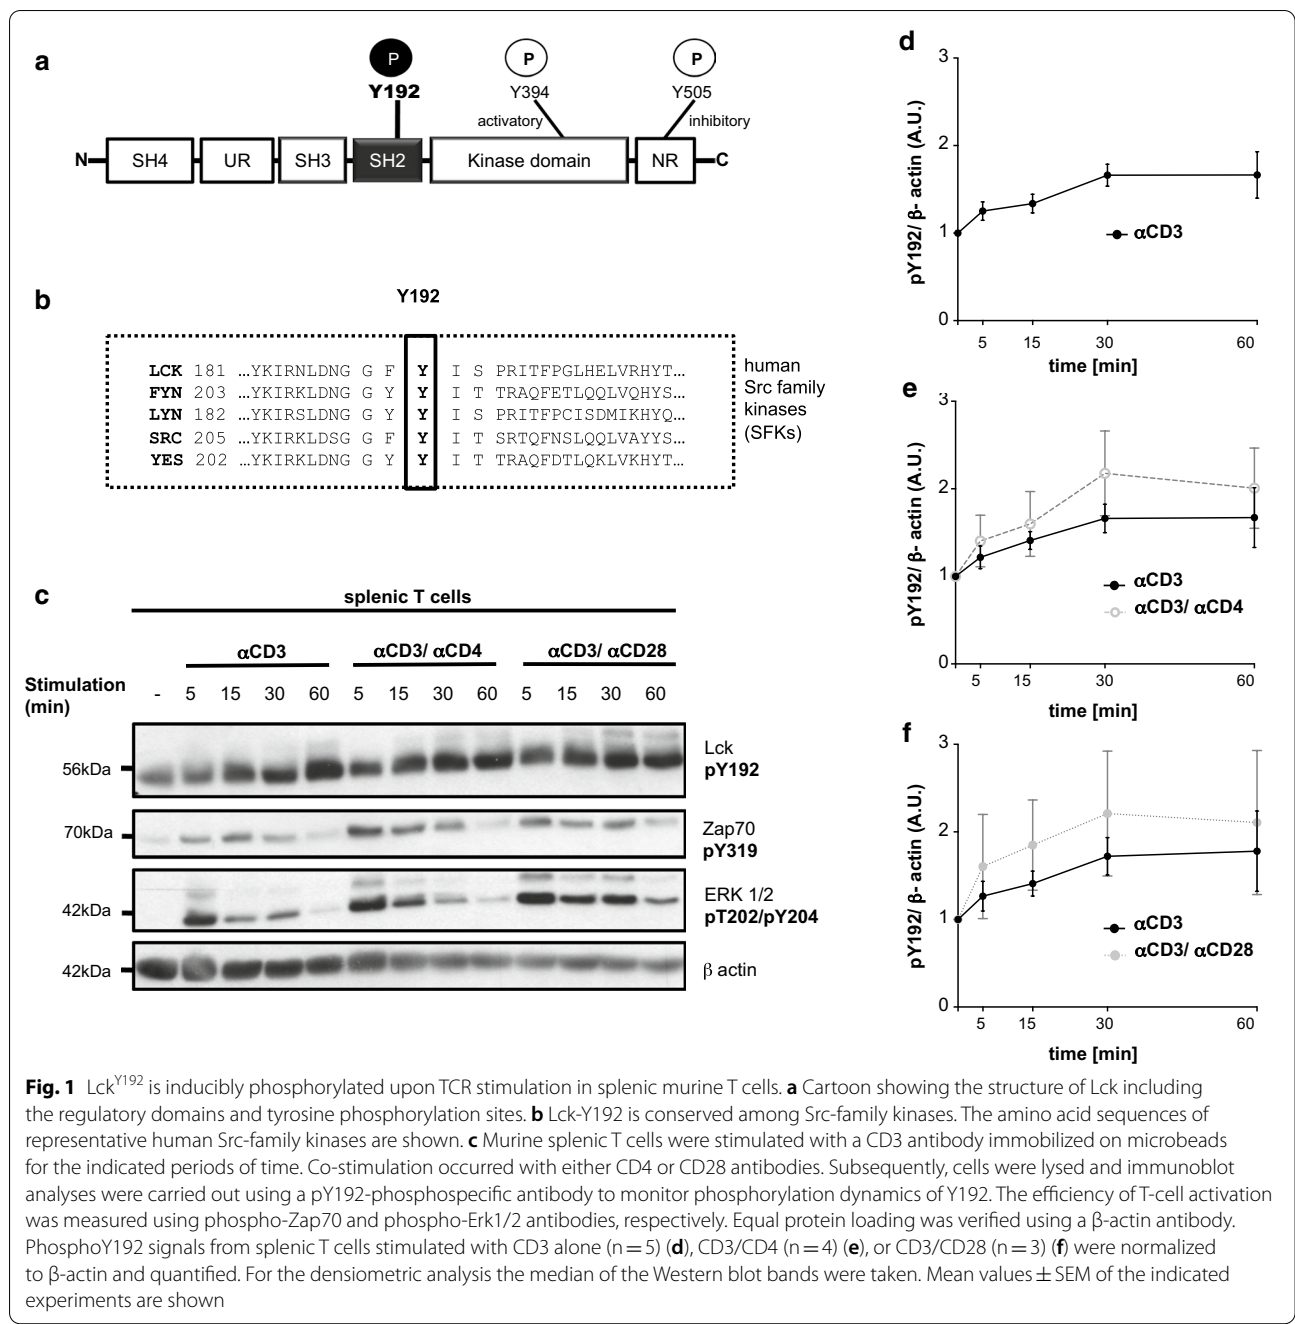 a
P
P
P
Y192
Y394
Y505
activatory
inhibitory
N
SH4
UR
SH3
SH2
Kinase domain
NR
C
b
Y192
LCK 181 ...YKIRNLDNG G F Y I S PRITFPGLHELVRHYT...
FYN 203 ...YKIRKLDNG G Y Y I T TRAQFETLQQLVQHYS...
LYN 182 ...YKIRSLDNG G Y Y I S PRITFPCISDMIKHYQ...
SRC 205 ...YKIRKLDSG G F Y I T SRTQFNSLQQLVAYYS...
YES 202 ...YKIRKLDNG G Y Y I T TRAQFDTLQKLVKHYT...
human
Src family
kinases
(SFKs)
c
splenic T cells
αCD3
αCD3/ αCD4
αCD3/ αCD28
Stimulation
(min)
- 5 15 30 60 5 15 30 60 5 15 30 60
56kDa
Lck
pY192
70kDa
Zap70
pY319
42kDa
ERK 1/2
pT202/pY204
42kDa
β actin
d
pY192/ β- actin (A.U.)
3
2
1
0
αCD3
5 15 30 60
time [min]
e
pY192/ β- actin (A.U.)
3
2
1
0
αCD3
αCD3/ αCD4
5 15 30 60
time [min]
f
pY192/ β- actin (A.U.)
3
2
1
0
αCD3
αCD3/ αCD28
5 15 30 60
time [min]
Fig. 1 LckY192 is inducibly phosphorylated upon TCR stimulation in splenic murine T cells. a Cartoon showing the structure of Lck including
the regulatory domains and tyrosine phosphorylation sites. b Lck-Y192 is conserved among Src-family kinases. The amino acid sequences of
representative human Src-family kinases are shown. c Murine splenic T cells were stimulated with a CD3 antibody immobilized on microbeads
for the indicated periods of time. Co-stimulation occurred with either CD4 or CD28 antibodies. Subsequently, cells were lysed and immunoblot
analyses were carried out using a pY192-phosphospecific antibody to monitor phosphorylation dynamics of Y192. The efficiency of T-cell activation
was measured using phospho-Zap70 and phospho-Erk1/2 antibodies, respectively. Equal protein loading was verified using a β-actin antibody.
PhosphoY192 signals from splenic T cells stimulated with CD3 alone (n = 5) (d), CD3/CD4 (n = 4) (e), or CD3/CD28 (n = 3) (f) were normalized
to β-actin and quantified. For the densiometric analysis the median of the Western blot bands were taken. Mean values ± SEM of the indicated
experiments are shown